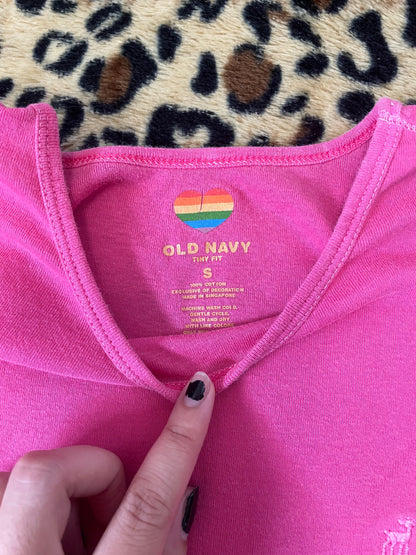 OLD NAVY
TINY FIT
S
100% COTTON
EXCLUSIVE OF DECORATION
MADE IN SINGAPORE
MACHINE WASH COLD,
GENTLE CYCLE,
WASH AND DRY
WITH LIKE COLORS